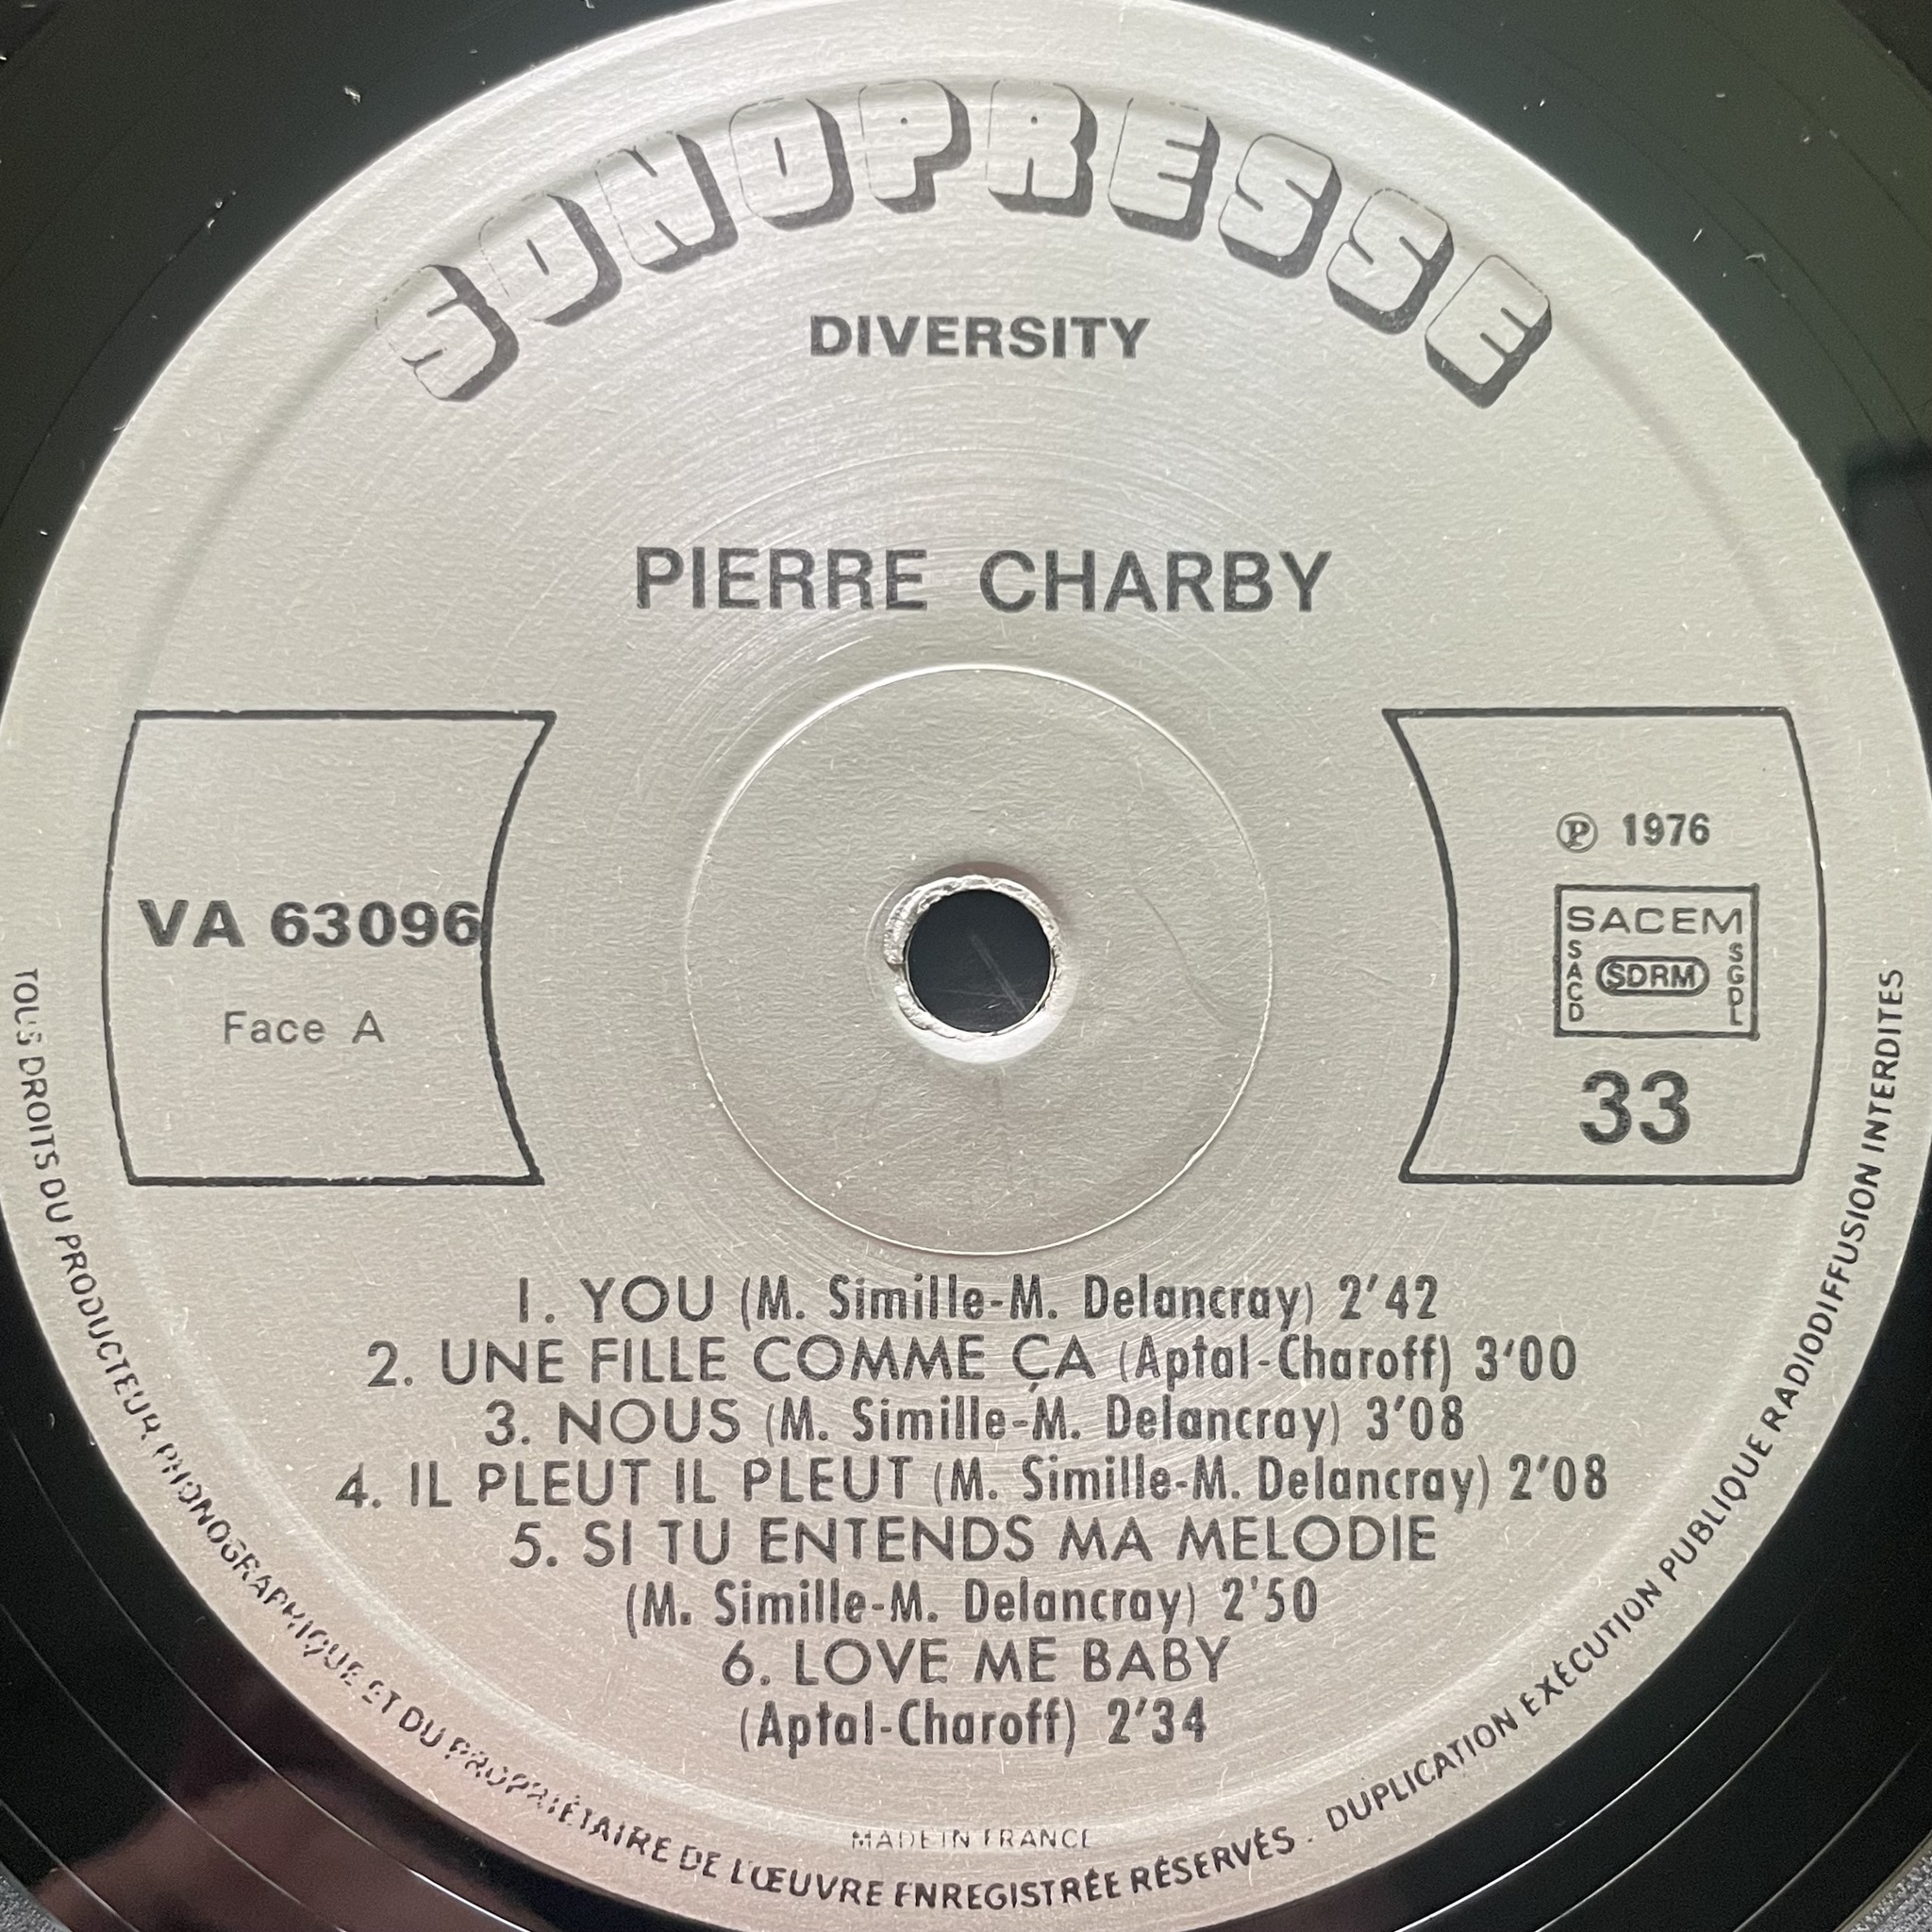 SONOPRESSE
DIVERSITY
PIERRE CHARBY
VA 63096
Face A
℗ 1976
SACEM
SACD
SDRM
SGDL
33
1. YOU (M. Simille-M. Delancray) 2'42
2. UNE FILLE COMME ÇA (Aptal-Charoff) 3'00
3. NOUS (M. Simille-M. Delancray) 3'08
4. IL PLEUT IL PLEUT (M. Simille-M. Delancray) 2'08
5. SI TU ENTENDS MA MELODIE
(M. Simille-M. Delancray) 2'50
6. LOVE ME BABY
(Aptal-Charoff) 2'34
MADE IN FRANCE
TOUS DROITS DU PRODUCTEUR PHONOGRAPHIQUE ET DU PROPRIÉTAIRE DE L'ŒUVRE ENREGISTRÉE RÉSERVÉS . DUPLICATION EXÉCUTION PUBLIQUE RADIODIFFUSION INTERDITES